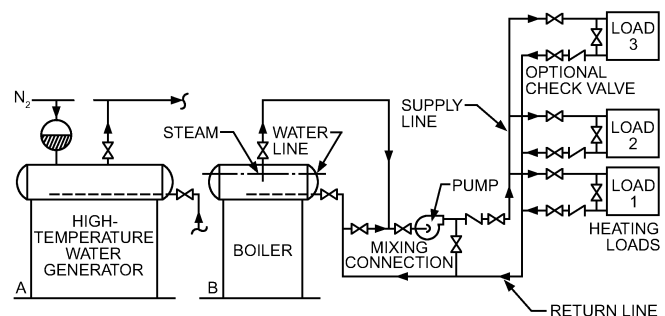 N2
STEAM
WATER
LINE
HIGH-
TEMPERATURE
WATER
GENERATOR
A
BOILER
B
SUPPLY
LINE
PUMP
MIXING
CONNECTION
OPTIONAL
CHECK VALVE
LOAD
3
LOAD
2
LOAD
1
HEATING
LOADS
RETURN LINE